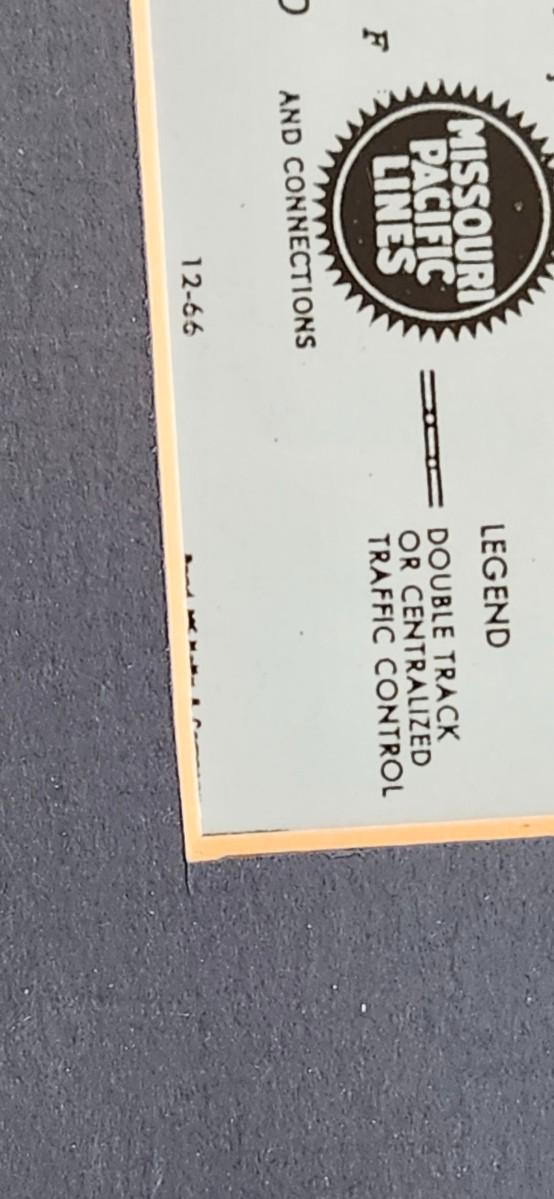 F
MISSOURI
PACIFIC
LINES
AND CONNECTIONS
12-66
LEGEND
DOUBLE TRACK
OR CENTRALIZED
TRAFFIC CONTROL